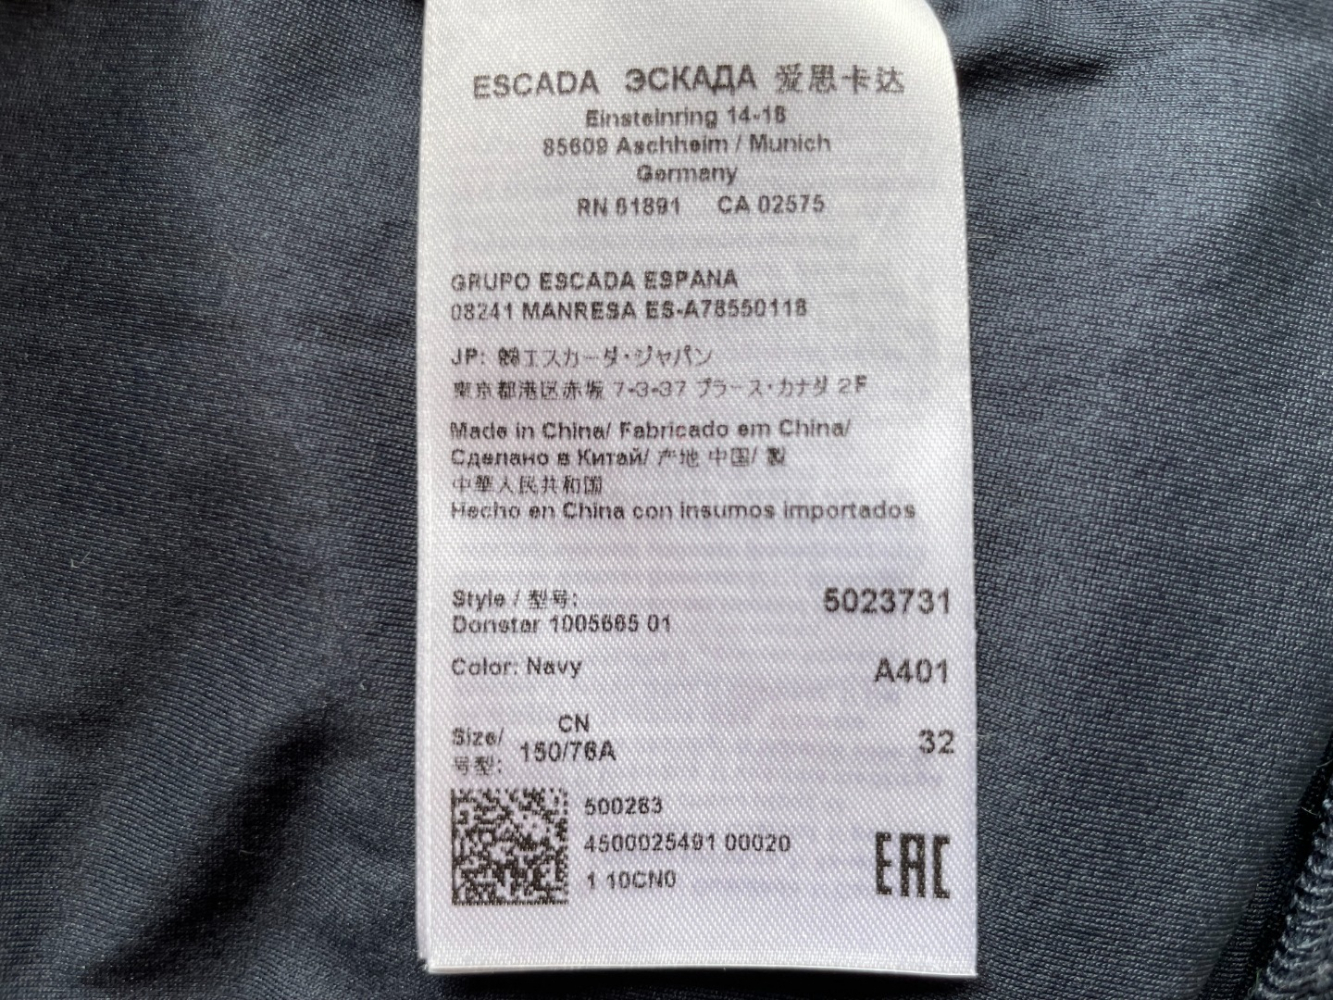 ESCADA ЭСКАДА 爱思卡达
Einsteinring 14-18
85609 Aschheim / Munich
Germany
RN 61891 CA 02575
GRUPO ESCADA ESPANA
08241 MANRESA ES-A78550118
JP: ㈱エスカーダ・ジャパン
東京都港区赤坂 7-3-37 プラース・カナダ 2F
Made in China/ Fabricado em China/
Сделано в Китай/ 产地 中国/ 製
中華人民共和国
Hecho en China con insumos importados
Style / 型号: 5023731
Donstar 1005665 01
Color: Navy A401
Size/ CN
号型: 150/76A 32
500283
4500025491 00020
1 10CN0
EAC